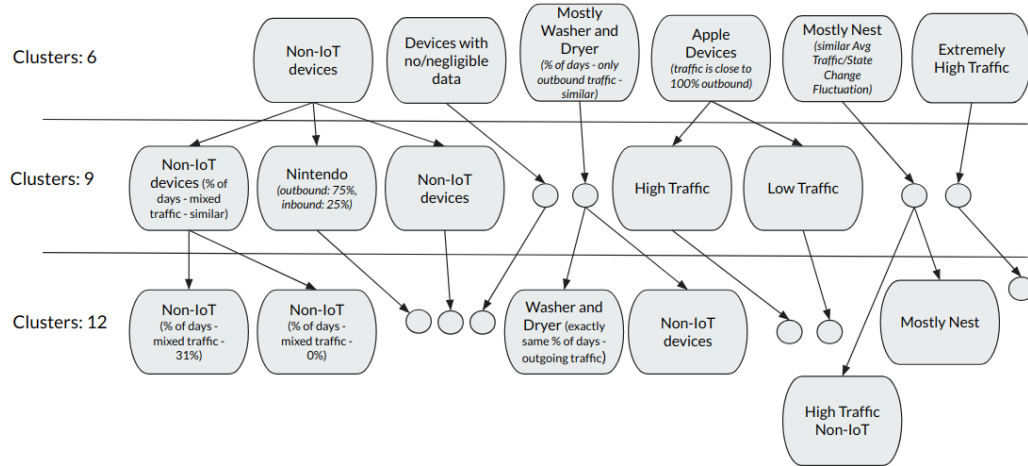 Clusters: 6
Non-IoT
devices
Devices with
no/negligible
data
Mostly
Washer and
Dryer
(% of days - only
outbound traffic -
similar)
Apple
Devices
(traffic is close to
100% outbound)
Mostly Nest
(similar Avg
Traffic/State
Change
Fluctuation)
Extremely
High Traffic
Clusters: 9
Non-IoT
devices (% of
days - mixed
traffic - similar)
Nintendo
(outbound: 75%,
inbound: 25%)
Non-IoT
devices
High Traffic
Low Traffic
Clusters: 12
Non-IoT
(% of days -
mixed traffic -
31%)
Non-IoT
(% of days -
mixed traffic -
0%)
Washer and
Dryer (exactly
same % of days -
outgoing traffic)
Non-IoT
devices
Mostly Nest
High Traffic
Non-IoT